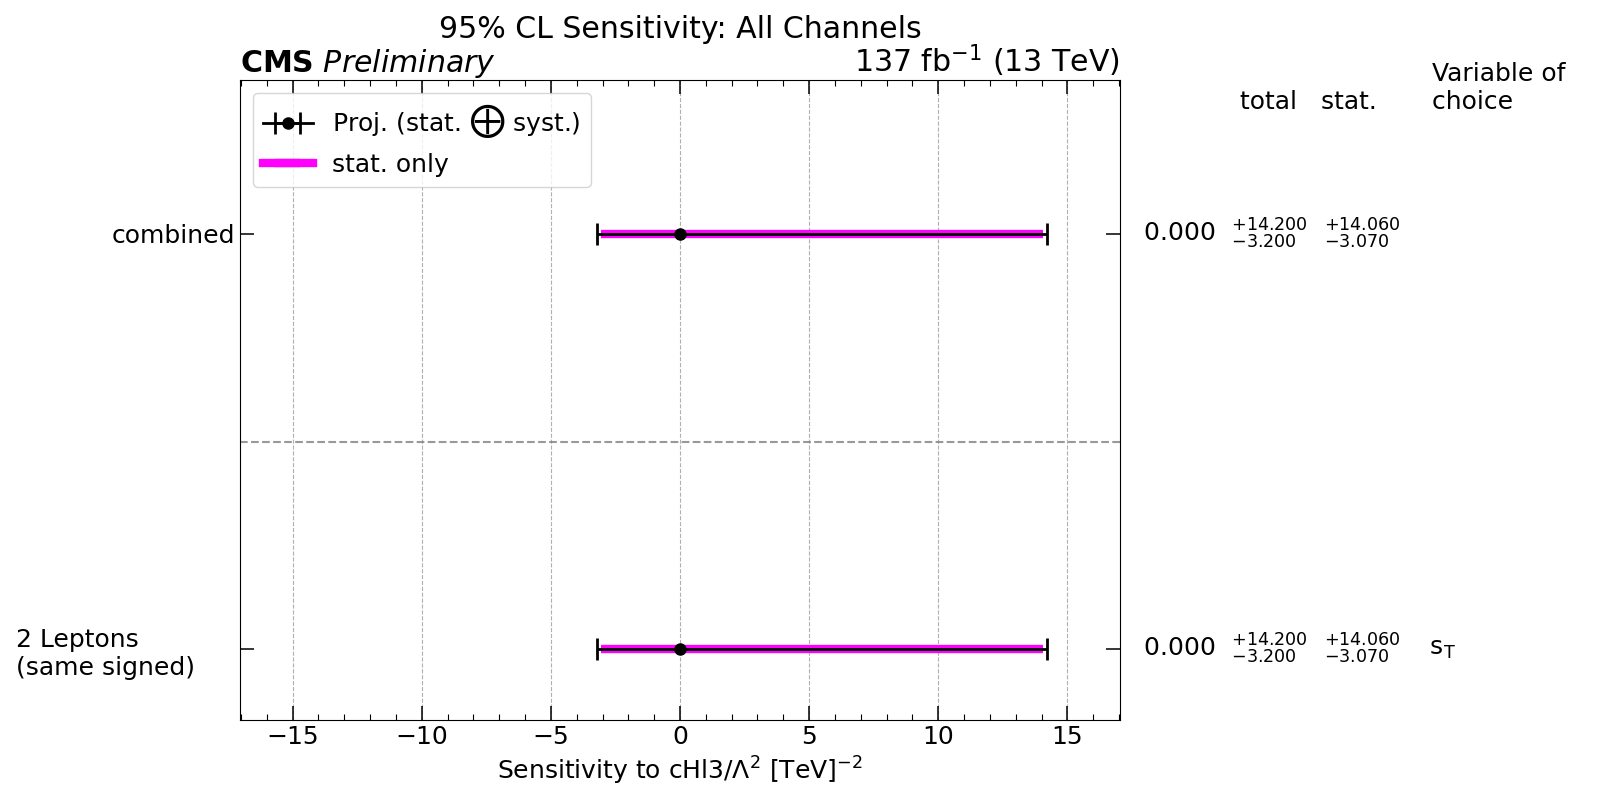 95% CL Sensitivity: All Channels
CMS Preliminary 137 fb⁻¹ (13 TeV)
Variable of
choice
total stat.
Proj. (stat. ⨁ syst.)
stat. only
combined 0.000 +14.200 +14.060
−3.200 −3.070
2 Leptons
(same signed)
0.000 +14.200 +14.060
−3.200 −3.070
s_T
−15 −10 −5 0 5 10 15
Sensitivity to cHl3/Λ² [TeV]⁻²